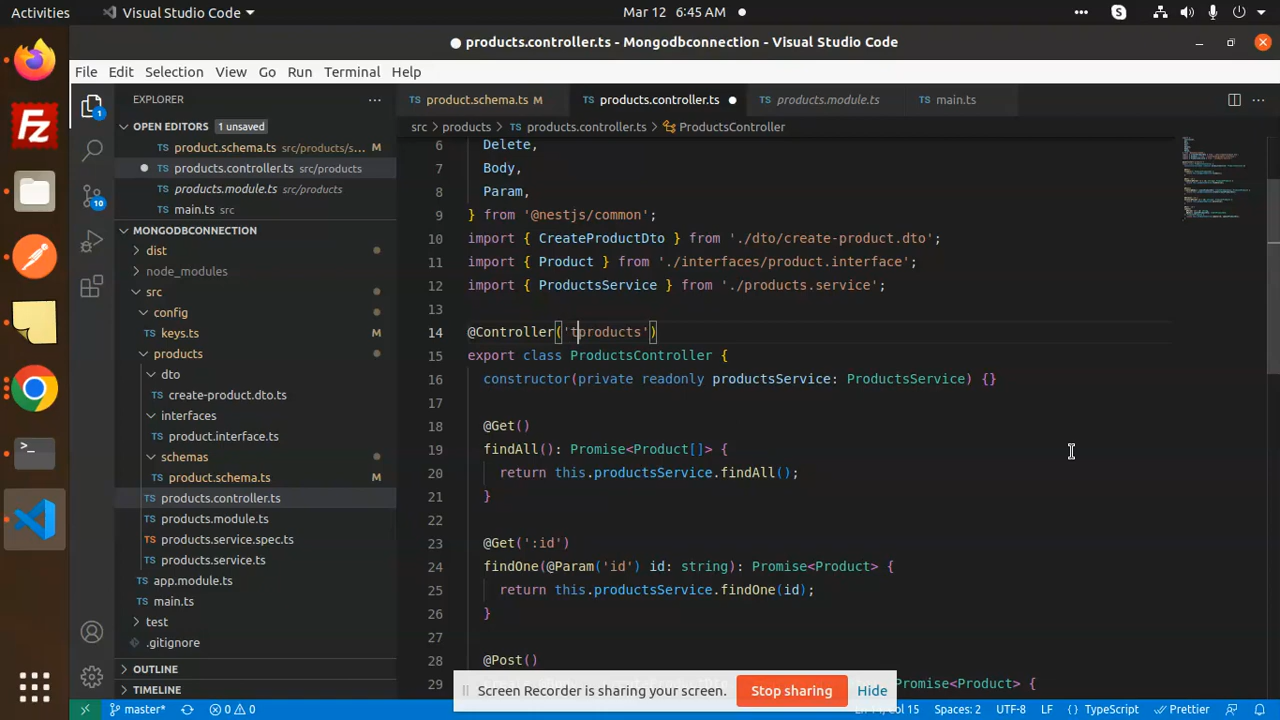 Activities
Visual Studio Code
Mar 12 6:45 AM
products.controller.ts - Mongodbconnection - Visual Studio Code
File Edit Selection View Go Run Terminal Help
EXPLORER
OPEN EDITORS 1 unsaved
TS product.schema.ts src/products/s... M
TS products.controller.ts src/products
TS products.module.ts src/products
TS main.ts src
MONGODBCONNECTION
dist
node_modules
src
config
TS keys.ts
products
dto
TS create-product.dto.ts
interfaces
TS product.interface.ts
schemas
TS product.schema.ts M
TS products.controller.ts
TS products.module.ts
TS products.service.spec.ts
TS products.service.ts
TS app.module.ts
TS main.ts
test
.gitignore
OUTLINE
TIMELINE
1
10
TS product.schema.ts M TS products.controller.ts TS products.module.ts TS main.ts
src products TS products.controller.ts ProductsController
6 Delete,
7 Body,
8 Param,
9 } from '@nestjs/common';
10 import { CreateProductDto } from './dto/create-product.dto';
11 import { Product } from './interfaces/product.interface';
12 import { ProductsService } from './products.service';
13
14 @Controller('tproducts')
15 export class ProductsController {
16 constructor(private readonly productsService: ProductsService) {}
17
18 @Get()
19 findAll(): Promise<Product[]> {
20 return this.productsService.findAll();
21 }
22
23 @Get(':id')
24 findOne(@Param('id') id: string): Promise<Product> {
25 return this.productsService.findOne(id);
26 }
27
28 @Post()
29 Promise<Product> {
Screen Recorder is sharing your screen. Stop sharing Hide
master* 0 0 Spaces: 2 UTF-8 LF {} TypeScript Prettier